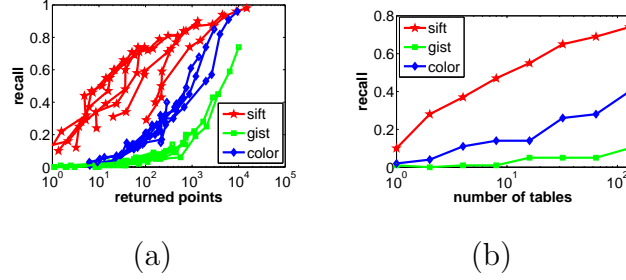 1
0.8
0.6
0.4
0.2
0
recall
sift
gist
color
10^0 10^1 10^2 10^3 10^4 10^5
returned points
(a)
0.8
0.6
0.4
0.2
0
recall
sift
gist
color
10^0 10^1 10^2
number of tables
(b)